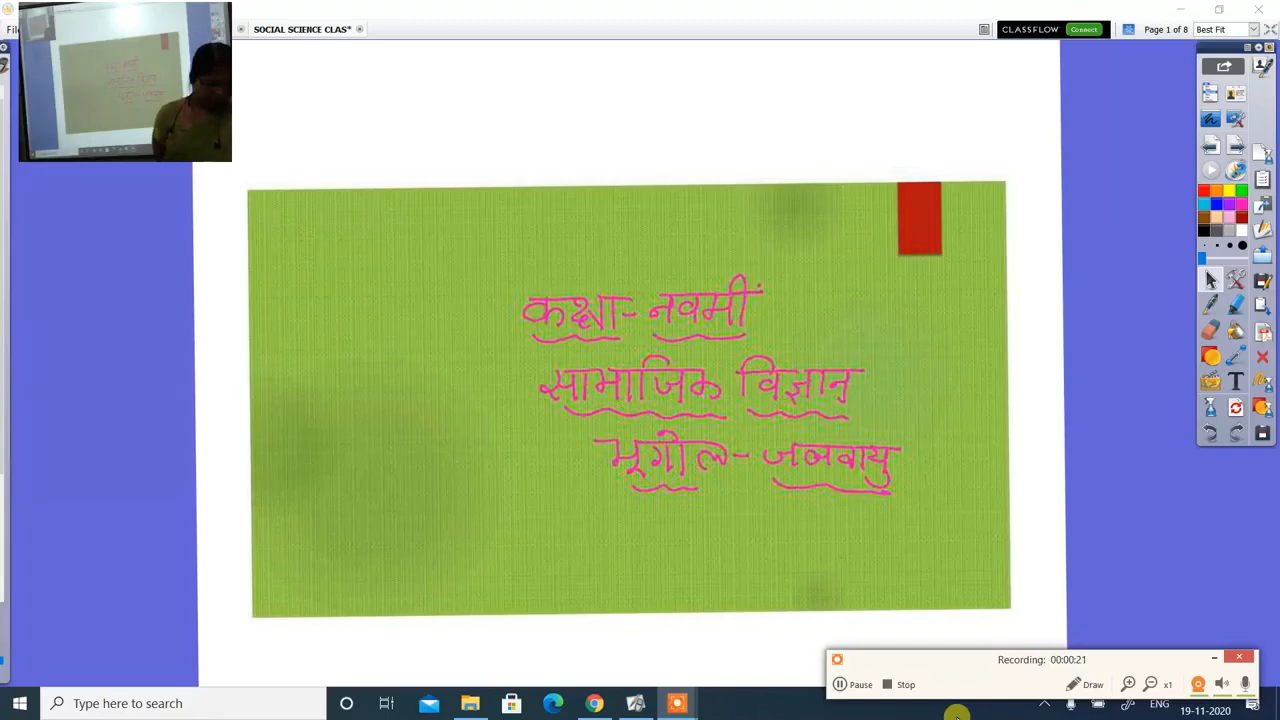 File
SOCIAL SCIENCE CLAS*
CLASSFLOW Connect
Page 1 of 8
Best Fit
कक्षा - नवमीं
सामाजिक विज्ञान
भूगोल - जलवायु
Recording: 00:00:21
Pause
Stop
Draw
x1
Type here to search
ENG
19-11-2020